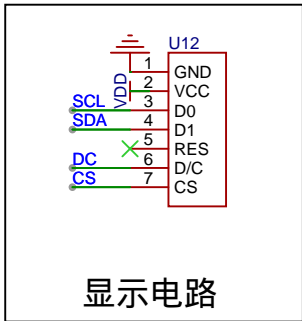 U12
1 GND
VDD 2 VCC
SCL 3 D0
SDA 4 D1
5 RES
DC 6 D/C
CS 7 CS
显示电路